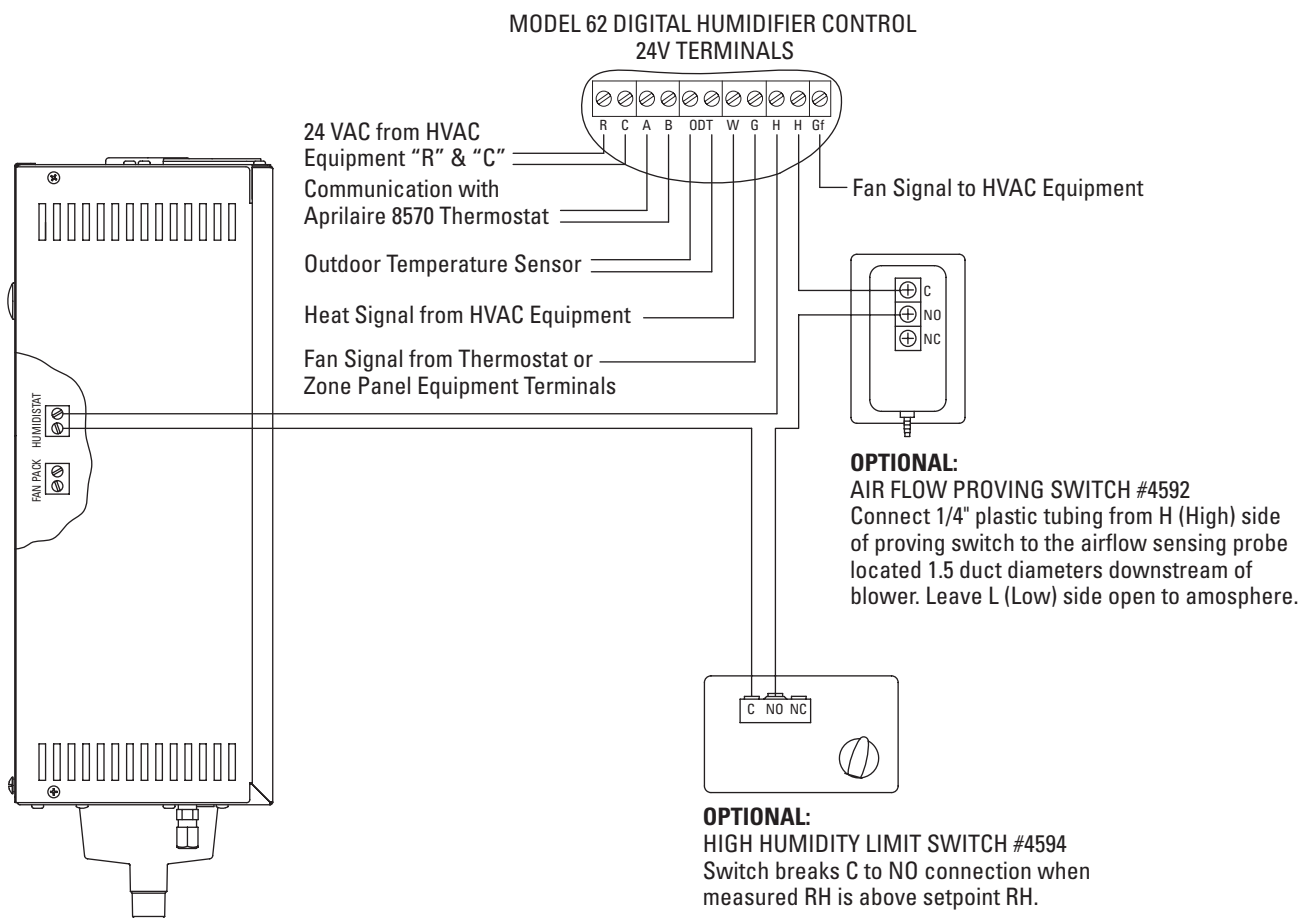 MODEL 62 DIGITAL HUMIDIFIER CONTROL
24V TERMINALS
R C A B ODT W G H H Gf
24 VAC from HVAC
Equipment “R” & “C”
Communication with
Aprilaire 8570 Thermostat
Outdoor Temperature Sensor
Heat Signal from HVAC Equipment
Fan Signal from Thermostat or
Zone Panel Equipment Terminals
Fan Signal to HVAC Equipment
C
NO
NC
HUMIDISTAT
FAN PACK
OPTIONAL:
AIR FLOW PROVING SWITCH #4592
Connect 1/4" plastic tubing from H (High) side
of proving switch to the airflow sensing probe
located 1.5 duct diameters downstream of
blower. Leave L (Low) side open to amosphere.
C NO NC
OPTIONAL:
HIGH HUMIDITY LIMIT SWITCH #4594
Switch breaks C to NO connection when
measured RH is above setpoint RH.